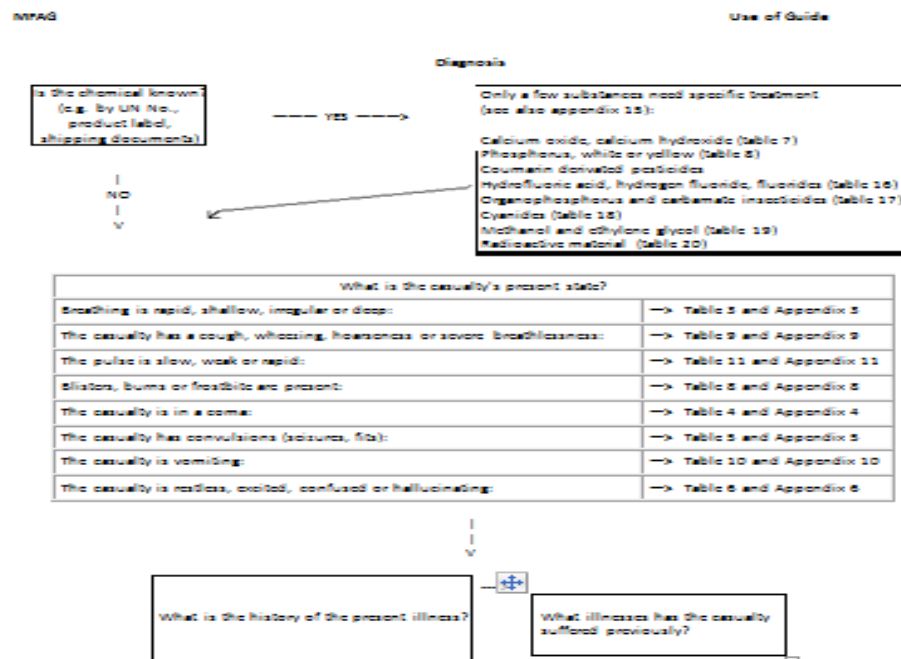 MFAG Use of Guide
Diagnosis
Is the chemical known?
(e.g. by UN No.,
product label,
shipping documents)
YES
Only a few substances need specific treatment
(see also appendix 15):
Calcium oxide, calcium hydroxide (table 7)
Phosphorus, white or yellow (table 8)
Coumarin derived pesticides
Hydrofluoric acid, hydrogen fluoride, fluorides (table 16)
Organophosphorus and carbamate insecticides (table 17)
Cyanides (table 18)
Methanol and ethylene glycol (table 19)
Radioactive material (table 20)
NO
What is the casualty's present state?
Breathing is rapid, shallow, irregular or deep: —> Table 3 and Appendix 3
The casualty has a cough, wheezing, hoarseness or severe breathlessness: —> Table 9 and Appendix 9
The pulse is slow, weak or rapid: —> Table 11 and Appendix 11
Blisters, burns or frostbite are present: —> Table 8 and Appendix 8
The casualty is in a coma: —> Table 4 and Appendix 4
The casualty has convulsions (seizures, fits): —> Table 5 and Appendix 5
The casualty is vomiting: —> Table 10 and Appendix 10
The casualty is restless, excited, confused or hallucinating: —> Table 6 and Appendix 6
What is the history of the present illness?
What illnesses has the casualty
suffered previously?